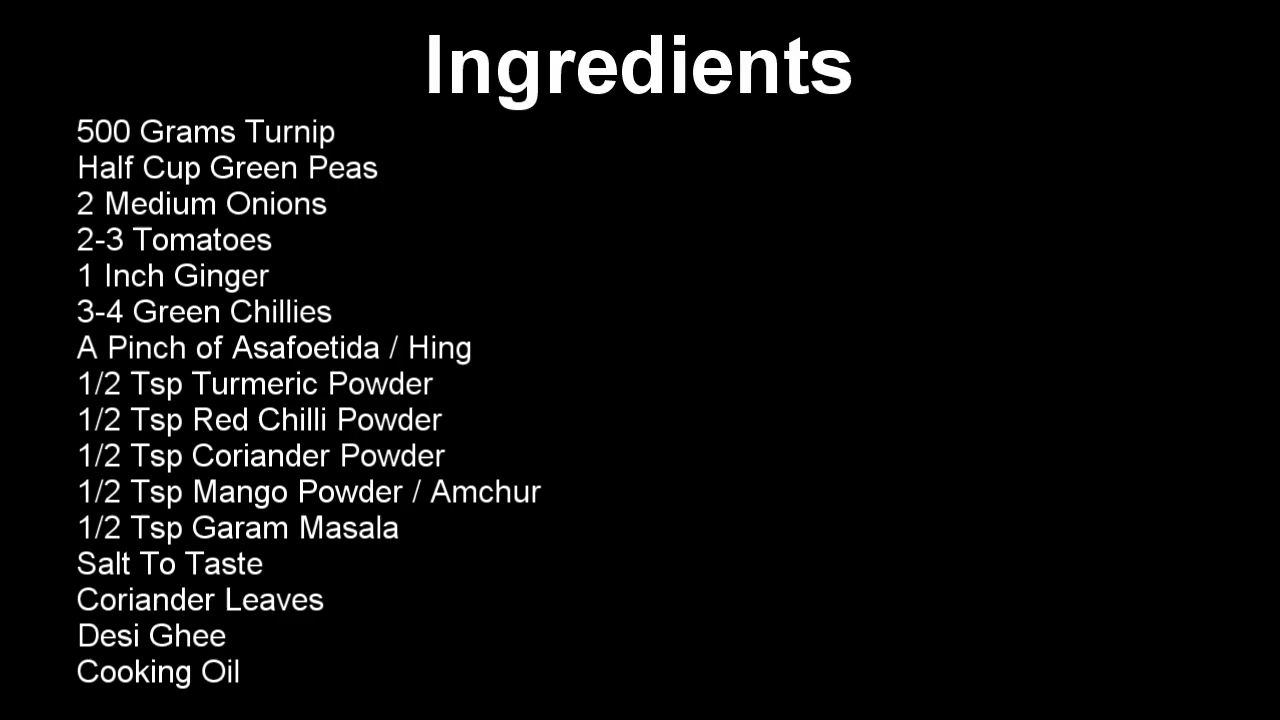 Ingredients
500 Grams Turnip
Half Cup Green Peas
2 Medium Onions
2-3 Tomatoes
1 Inch Ginger
3-4 Green Chillies
A Pinch of Asafoetida / Hing
1/2 Tsp Turmeric Powder
1/2 Tsp Red Chilli Powder
1/2 Tsp Coriander Powder
1/2 Tsp Mango Powder / Amchur
1/2 Tsp Garam Masala
Salt To Taste
Coriander Leaves
Desi Ghee
Cooking Oil